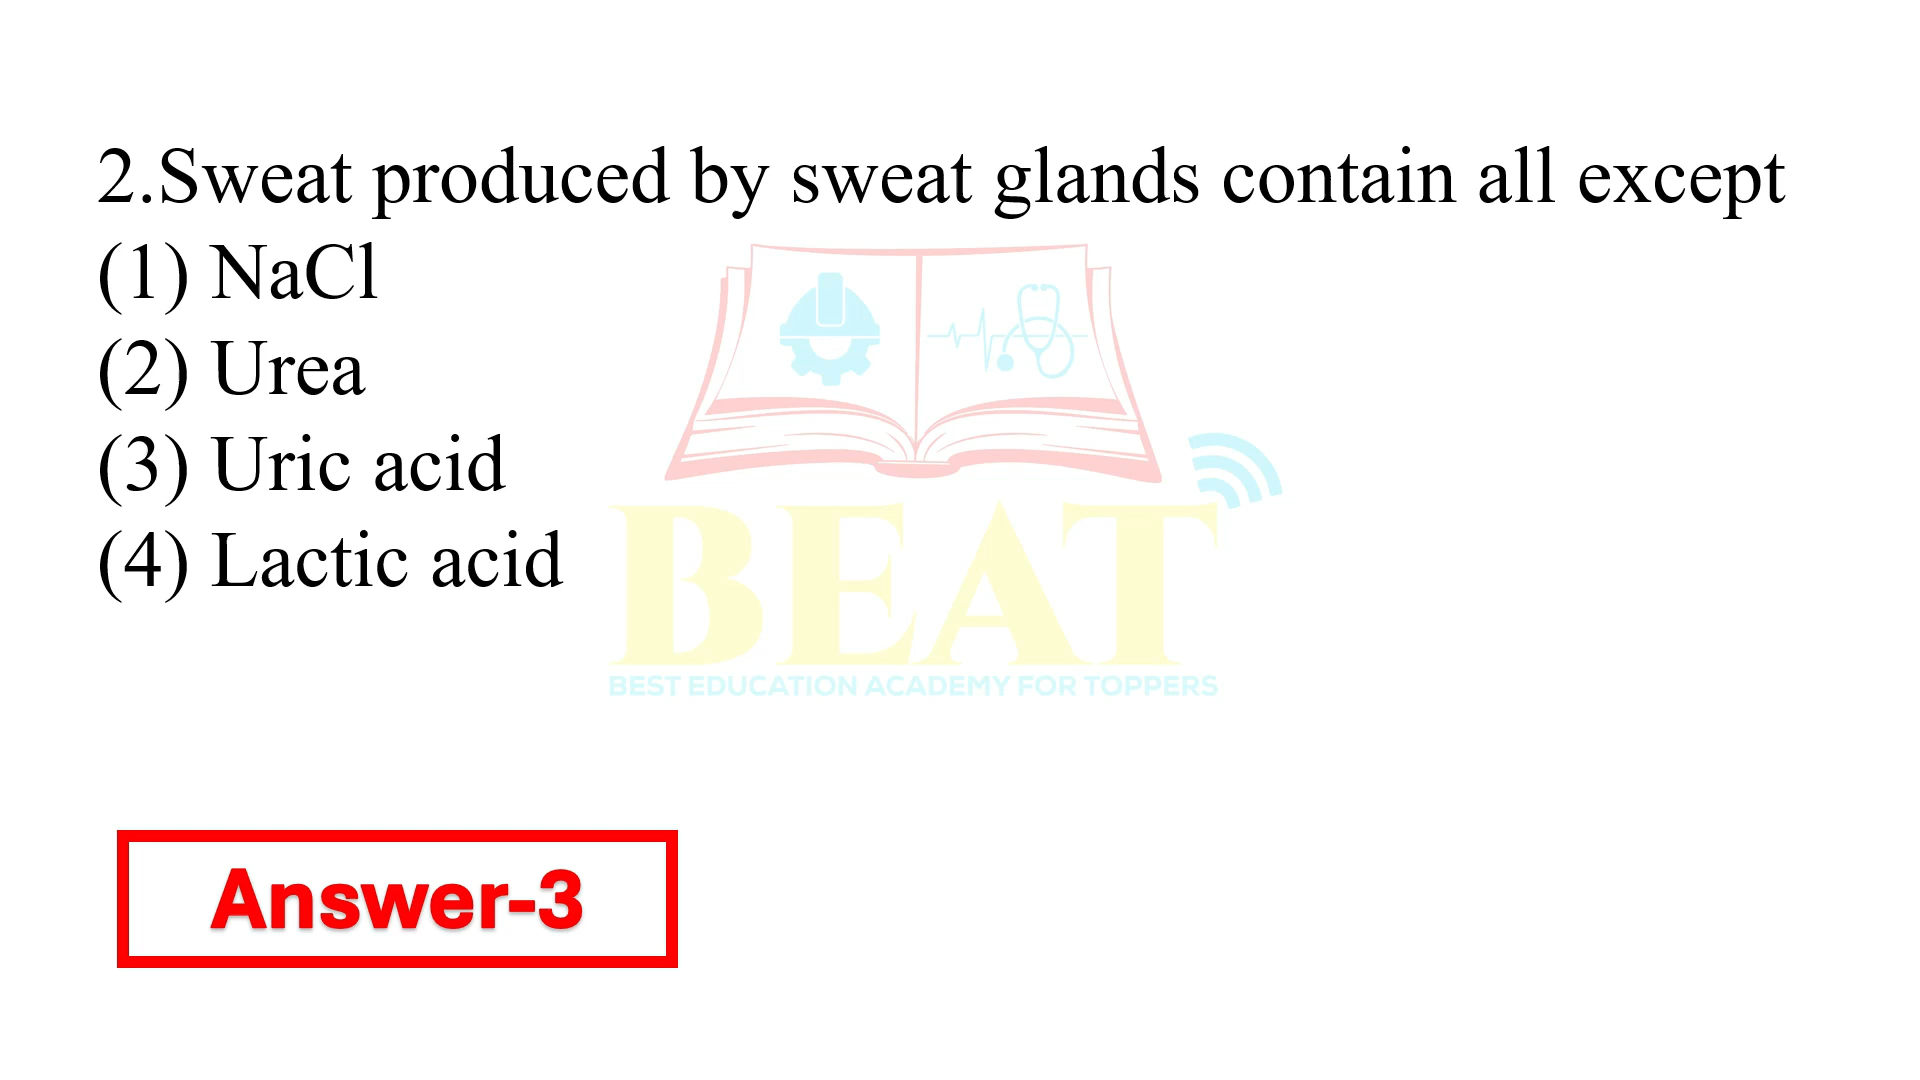 2.Sweat produced by sweat glands contain all except
(1) NaCl
(2) Urea
(3) Uric acid
(4) Lactic acid
BEAT
BEST EDUCATION ACADEMY FOR TOPPERS
Answer-3